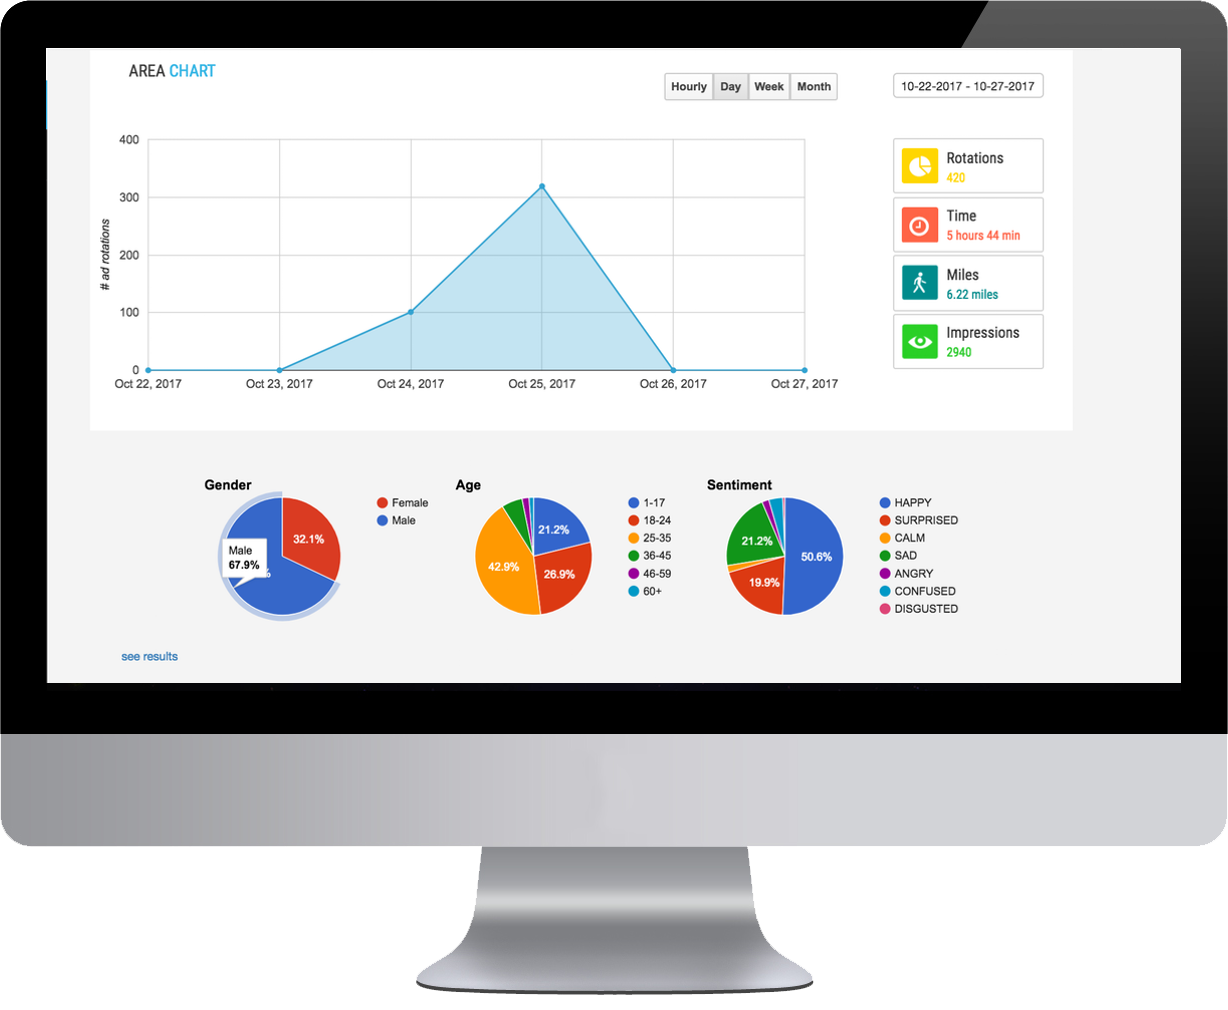 AREA CHART
Hourly Day Week Month
10-22-2017 - 10-27-2017
400
300
200
100
0
# ad rotations
Oct 22, 2017 Oct 23, 2017 Oct 24, 2017 Oct 25, 2017 Oct 26, 2017 Oct 27, 2017
Rotations
420
Time
5 hours 44 min
Miles
6.22 miles
Impressions
2940
Gender
32.1%
Male
67.9%
%
Female
Male
Age
21.2%
26.9%
42.9%
1-17
18-24
25-35
36-45
46-59
60+
Sentiment
50.6%
19.9%
21.2%
HAPPY
SURPRISED
CALM
SAD
ANGRY
CONFUSED
DISGUSTED
see results